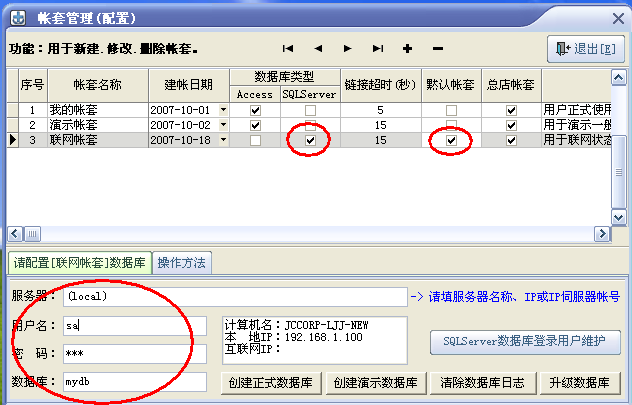 帐套管理(配置)
功能：用于新建.修改.删除帐套。
退出[E]
序号 帐套名称 建帐日期 数据库类型 链接超时(秒) 默认帐套 总店帐套
Access SQLServer
1 我的帐套 2007-10-01 5 用户正式使用
2 演示帐套 2007-10-02 15 用于演示一般
3 联网帐套 2007-10-18 15 用于联网状态
请配置[联网帐套]数据库 操作方法
服务器： (local) -> 请填服务器名称、IP或IP伺服器帐号
用户名： sa
密 码： ***
数据库： mydb
计算机名：JCCORP-LJJ-NEW
本 地IP：192.168.1.100
互联网IP：
SQLServer数据库登录用户维护
创建正式数据库 创建演示数据库 清除数据库日志 升级数据库